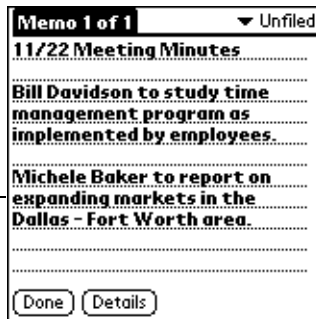 Memo 1 of 1 Unfiled
11/22 Meeting Minutes
Bill Davidson to study time
management program as
implemented by employees.
Michele Baker to report on
expanding markets in the
Dallas - Fort Worth area.
Done Details